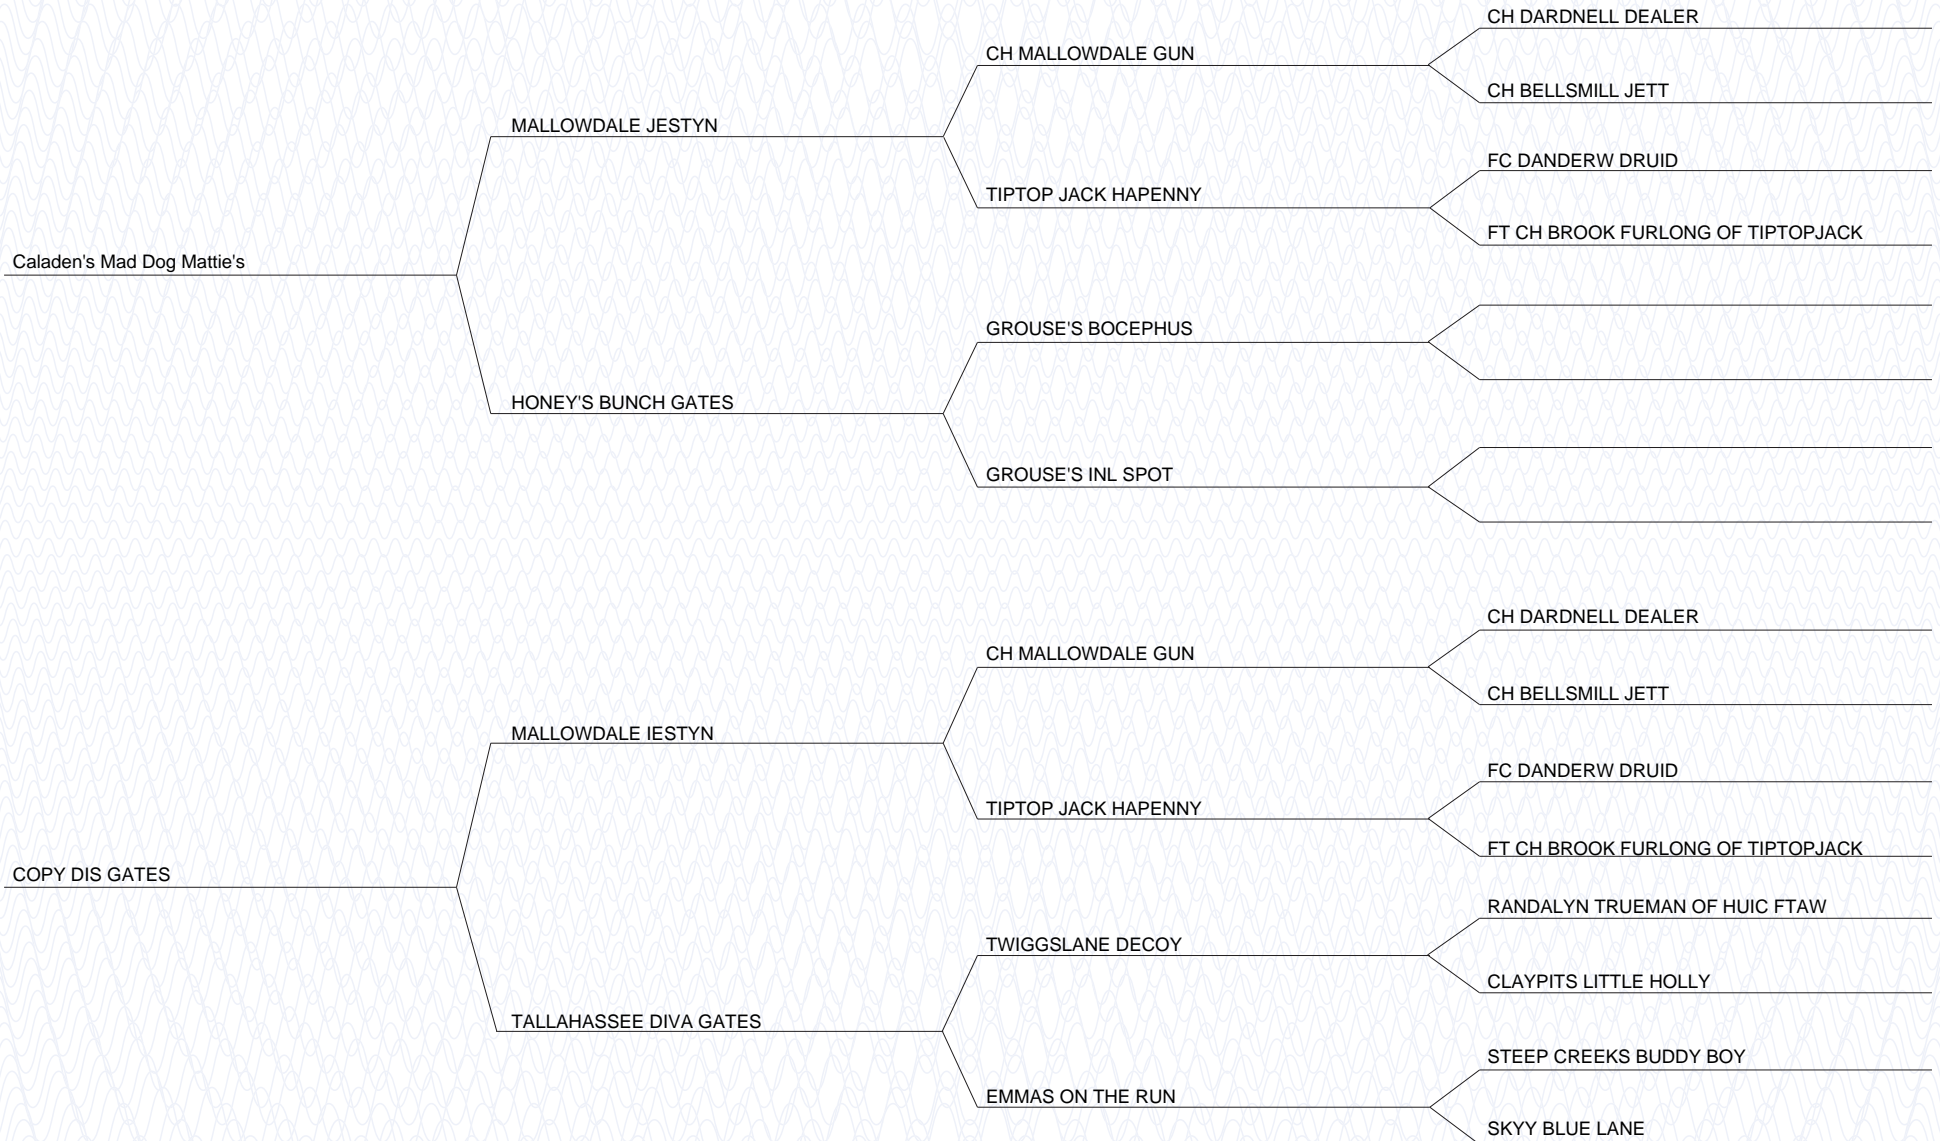 CH DARDNELL DEALER
CH MALLOWDALE GUN
CH BELLSMILL JETT
MALLOWDALE JESTYN
FC DANDERW DRUID
TIPTOP JACK HAPENNY
FT CH BROOK FURLONG OF TIPTOPJACK
Caladen's Mad Dog Mattie's
GROUSE'S BOCEPHUS
HONEY'S BUNCH GATES
GROUSE'S INL SPOT
CH DARDNELL DEALER
CH MALLOWDALE GUN
CH BELLSMILL JETT
MALLOWDALE IESTYN
FC DANDERW DRUID
TIPTOP JACK HAPENNY
FT CH BROOK FURLONG OF TIPTOPJACK
COPY DIS GATES
RANDALYN TRUEMAN OF HUIC FTAW
TWIGGSLANE DECOY
CLAYPITS LITTLE HOLLY
TALLAHASSEE DIVA GATES
STEEP CREEKS BUDDY BOY
EMMAS ON THE RUN
SKYY BLUE LANE